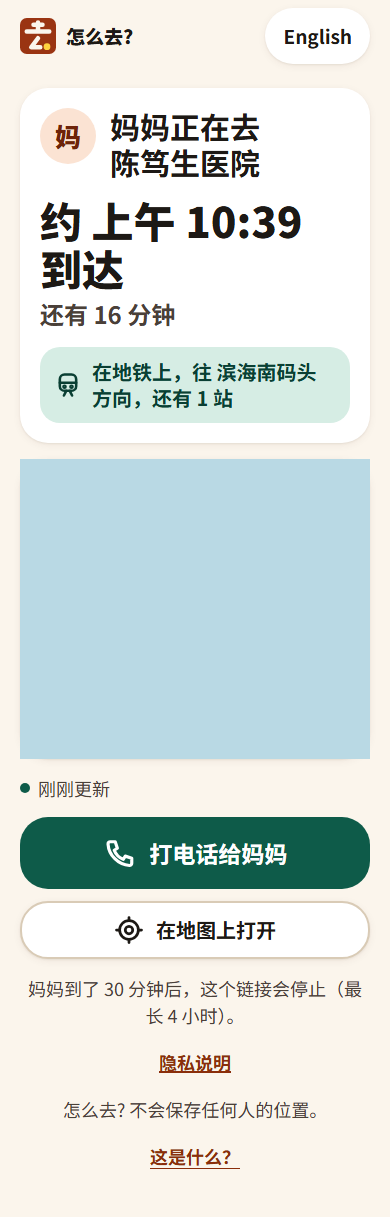 去
怎么去?
English
妈
妈妈正在去
陈笃生医院
约 上午 10:39
到达
还有 16 分钟
在地铁上，往 滨海南码头
方向，还有 1 站
刚刚更新
打电话给妈妈
在地图上打开
妈妈到了 30 分钟后，这个链接会停止（最
长 4 小时）。
隐私说明
怎么去? 不会保存任何人的位置。
这是什么？